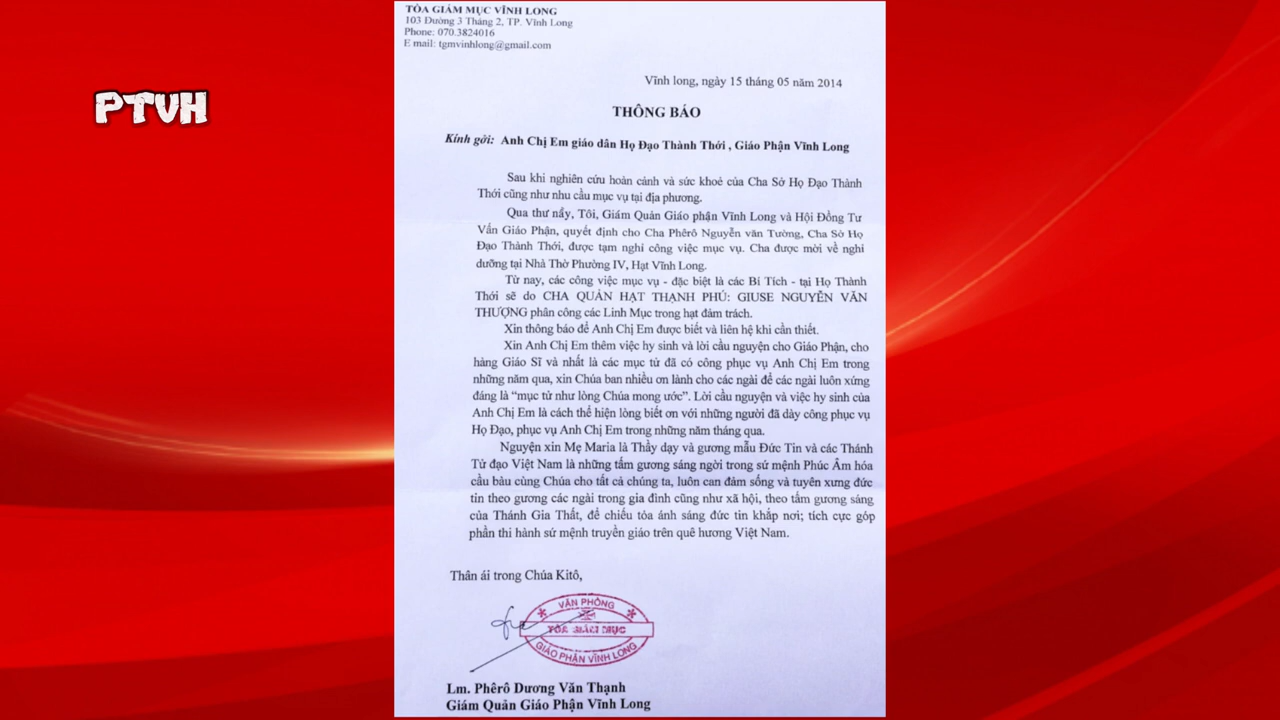 TÒA GIÁM MỤC VĨNH LONG
103 Đường 3 Tháng 2, TP. Vĩnh Long
Phone: 070.3824016
E mail: tgmvinhlong@gmail.com
PTVH
Vĩnh long, ngày 15 tháng 05 năm 2014
THÔNG BÁO
Kính gởi: Anh Chị Em giáo dân Họ Đạo Thành Thới , Giáo Phận Vĩnh Long
Sau khi nghiên cứu hoàn cảnh và sức khoẻ của Cha Sở Họ Đạo Thành
Thới cũng như nhu cầu mục vụ tại địa phương.
Qua thư nầy, Tôi, Giám Quản Giáo phận Vĩnh Long và Hội Đồng Tư
Vấn Giáo Phận, quyết định cho Cha Phêrô Nguyễn văn Tường, Cha Sở Họ
Đạo Thành Thới, được tạm nghỉ công việc mục vụ. Cha được mời về nghỉ
dưỡng tại Nhà Thờ Phường IV, Hạt Vĩnh Long.
Từ nay, các công việc mục vụ - đặc biệt là các Bí Tích - tại Họ Thành
Thới sẽ do CHA QUẢN HẠT THẠNH PHÚ: GIUSE NGUYỄN VĂN
THƯỢNG phân công các Linh Mục trong hạt đảm trách.
Xin thông báo để Anh Chị Em được biết và liên hệ khi cần thiết.
Xin Anh Chị Em thêm việc hy sinh và lời cầu nguyện cho Giáo Phận, cho
hàng Giáo Sĩ và nhất là các mục tử đã có công phục vụ Anh Chị Em trong
những năm qua, xin Chúa ban nhiều ơn lành cho các ngài để các ngài luôn xứng
đáng là “mục tử như lòng Chúa mong ước”. Lời cầu nguyện và việc hy sinh của
Anh Chị Em là cách thể hiện lòng biết ơn với những người đã dày công phục vụ
Họ Đạo, phục vụ Anh Chị Em trong những năm tháng qua.
Nguyện xin Mẹ Maria là Thầy dạy và gương mẫu Đức Tin và các Thánh
Tử đạo Việt Nam là những tấm gương sáng ngời trong sứ mệnh Phúc Âm hóa
cầu bàu cùng Chúa cho tất cả chúng ta, luôn can đảm sống và tuyên xưng đức
tin theo gương các ngài trong gia đình cũng như xã hội, theo tấm gương sáng
của Thánh Gia Thất, để chiếu tỏa ánh sáng đức tin khắp nơi; tích cực góp
phần thi hành sứ mệnh truyền giáo trên quê hương Việt Nam.
Thân ái trong Chúa Kitô,
VĂN PHÒNG
TÒA GIÁM MỤC
GIÁO PHẬN VĨNH LONG
Lm. Phêrô Dương Văn Thạnh
Giám Quản Giáo Phận Vĩnh Long